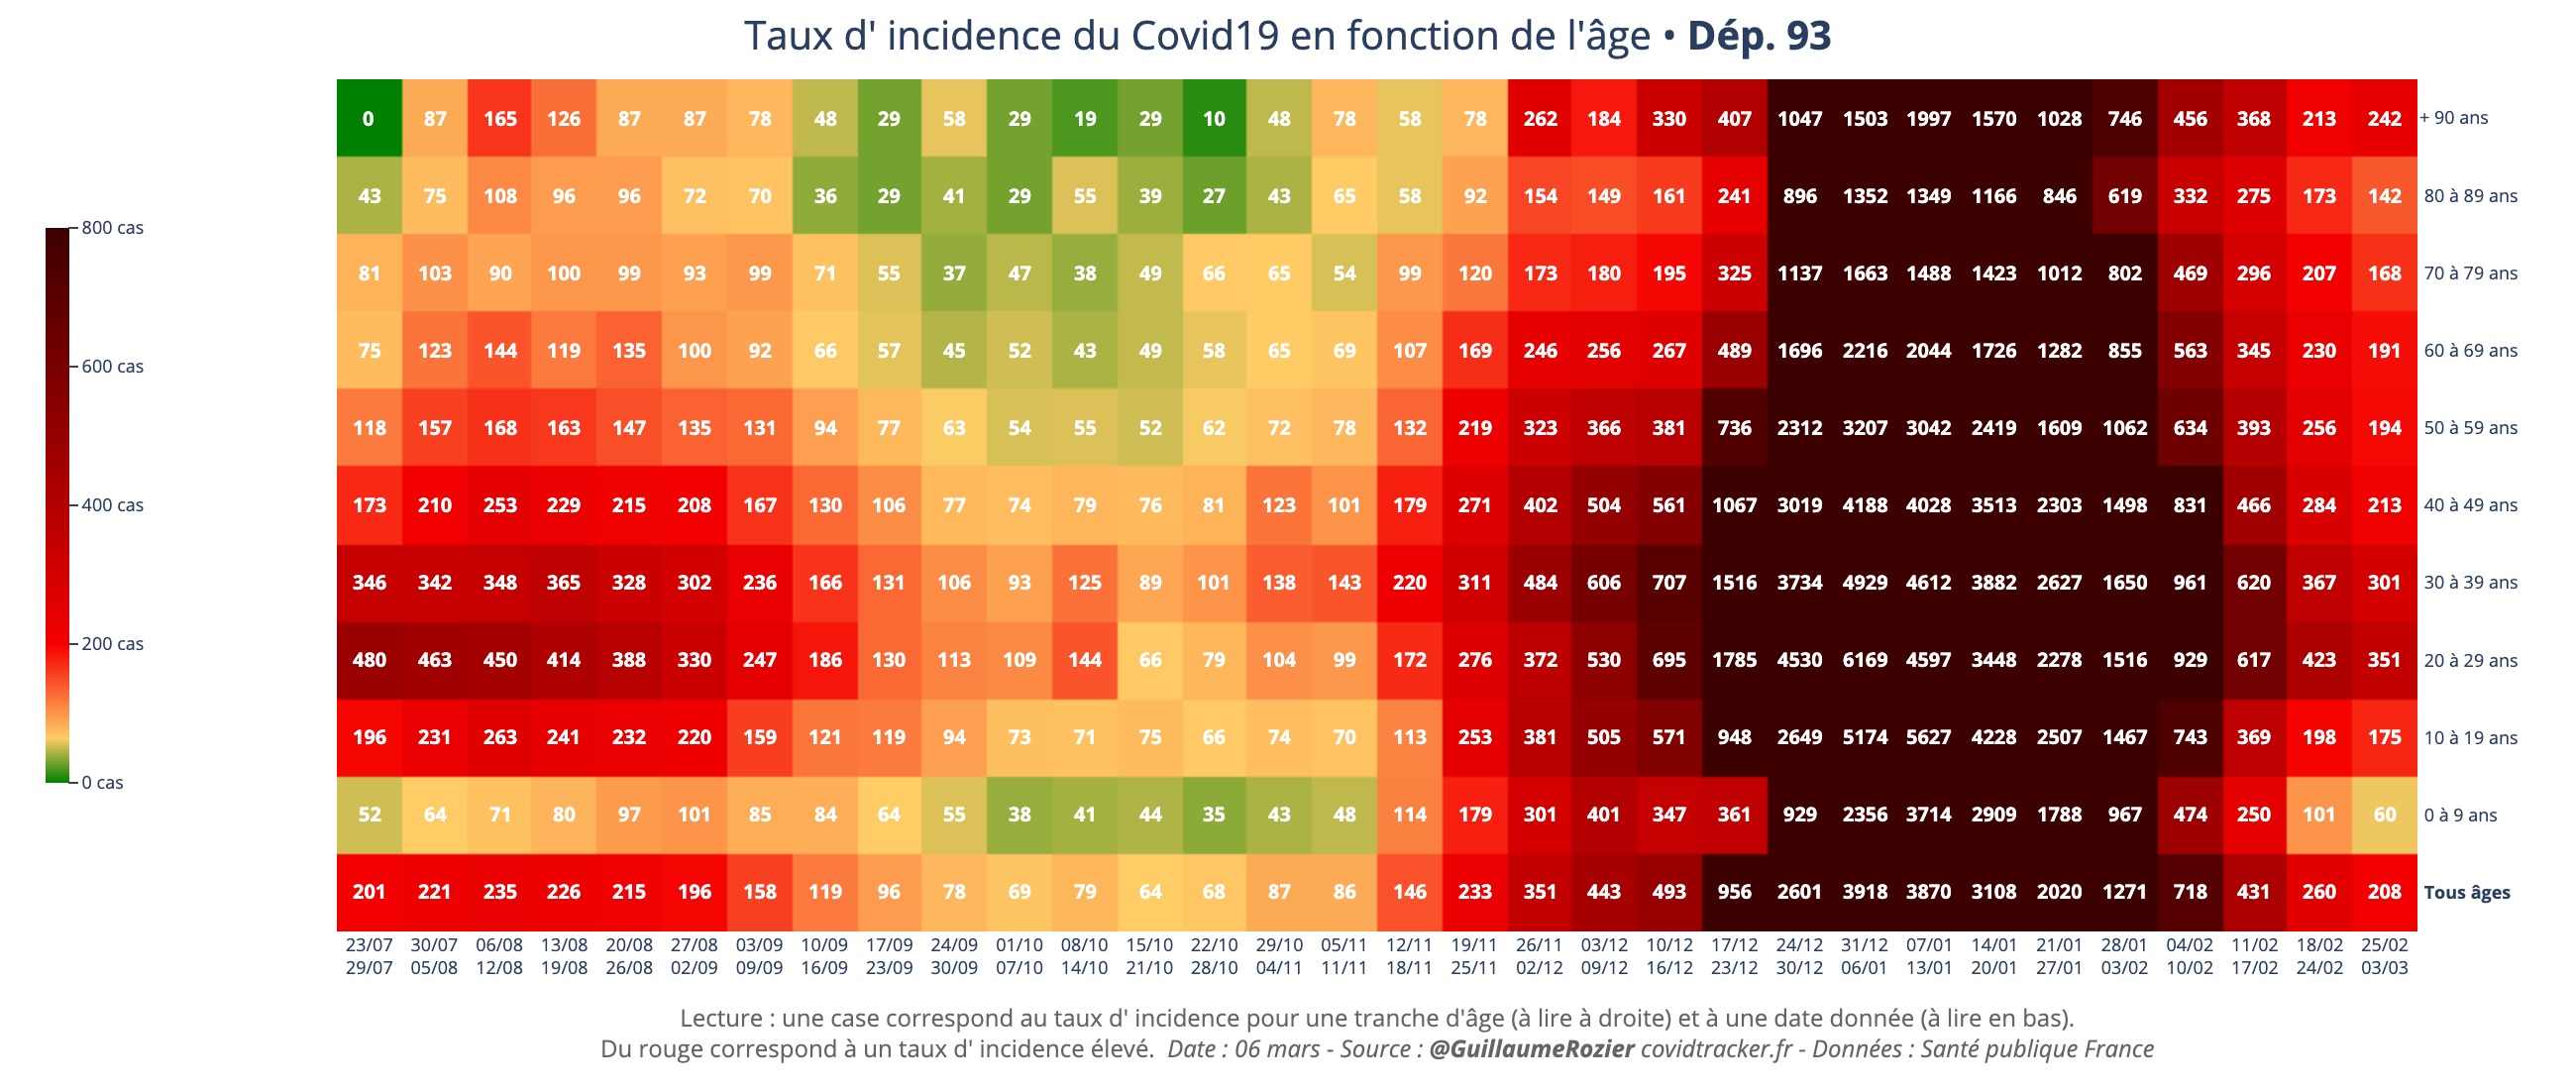 Taux d' incidence du Covid19 en fonction de l'âge • Dép. 93
800 cas
600 cas
400 cas
200 cas
0 cas
0 87 165 126 87 87 78 48 29 58 29 19 29 10 48 78 58 78 262 184 330 407 1047 1503 1997 1570 1028 746 456 368 213 242 + 90 ans
43 75 108 96 96 72 70 36 29 41 29 55 39 27 43 65 58 92 154 149 161 241 896 1352 1349 1166 846 619 332 275 173 142 80 à 89 ans
81 103 90 100 99 93 99 71 55 37 47 38 49 66 65 54 99 120 173 180 195 325 1137 1663 1488 1423 1012 802 469 296 207 168 70 à 79 ans
75 123 144 119 135 100 92 66 57 45 52 43 49 58 65 69 107 169 246 256 267 489 1696 2216 2044 1726 1282 855 563 345 230 191 60 à 69 ans
118 157 168 163 147 135 131 94 77 63 54 55 52 62 72 78 132 219 323 366 381 736 2312 3207 3042 2419 1609 1062 634 393 256 194 50 à 59 ans
173 210 253 229 215 208 167 130 106 77 74 79 76 81 123 101 179 271 402 504 561 1067 3019 4188 4028 3513 2303 1498 831 466 284 213 40 à 49 ans
346 342 348 365 328 302 236 166 131 106 93 125 89 101 138 143 220 311 484 606 707 1516 3734 4929 4612 3882 2627 1650 961 620 367 301 30 à 39 ans
480 463 450 414 388 330 247 186 130 113 109 144 66 79 104 99 172 276 372 530 695 1785 4530 6169 4597 3448 2278 1516 929 617 423 351 20 à 29 ans
196 231 263 241 232 220 159 121 119 94 73 71 75 66 74 70 113 253 381 505 571 948 2649 5174 5627 4228 2507 1467 743 369 198 175 10 à 19 ans
52 64 71 80 97 101 85 84 64 55 38 41 44 35 43 48 114 179 301 401 347 361 929 2356 3714 2909 1788 967 474 250 101 60 0 à 9 ans
201 221 235 226 215 196 158 119 96 78 69 79 64 68 87 86 146 233 351 443 493 956 2601 3918 3870 3108 2020 1271 718 431 260 208 Tous âges
23/07 30/07 06/08 13/08 20/08 27/08 03/09 10/09 17/09 24/09 01/10 08/10 15/10 22/10 29/10 05/11 12/11 19/11 26/11 03/12 10/12 17/12 24/12 31/12 07/01 14/01 21/01 28/01 04/02 11/02 18/02 25/02
29/07 05/08 12/08 19/08 26/08 02/09 09/09 16/09 23/09 30/09 07/10 14/10 21/10 28/10 04/11 11/11 18/11 25/11 02/12 09/12 16/12 23/12 30/12 06/01 13/01 20/01 27/01 03/02 10/02 17/02 24/02 03/03
Lecture : une case correspond au taux d' incidence pour une tranche d'âge (à lire à droite) et à une date donnée (à lire en bas).
Du rouge correspond à un taux d' incidence élevé. Date : 06 mars - Source : @GuillaumeRozier covidtracker.fr - Données : Santé publique France